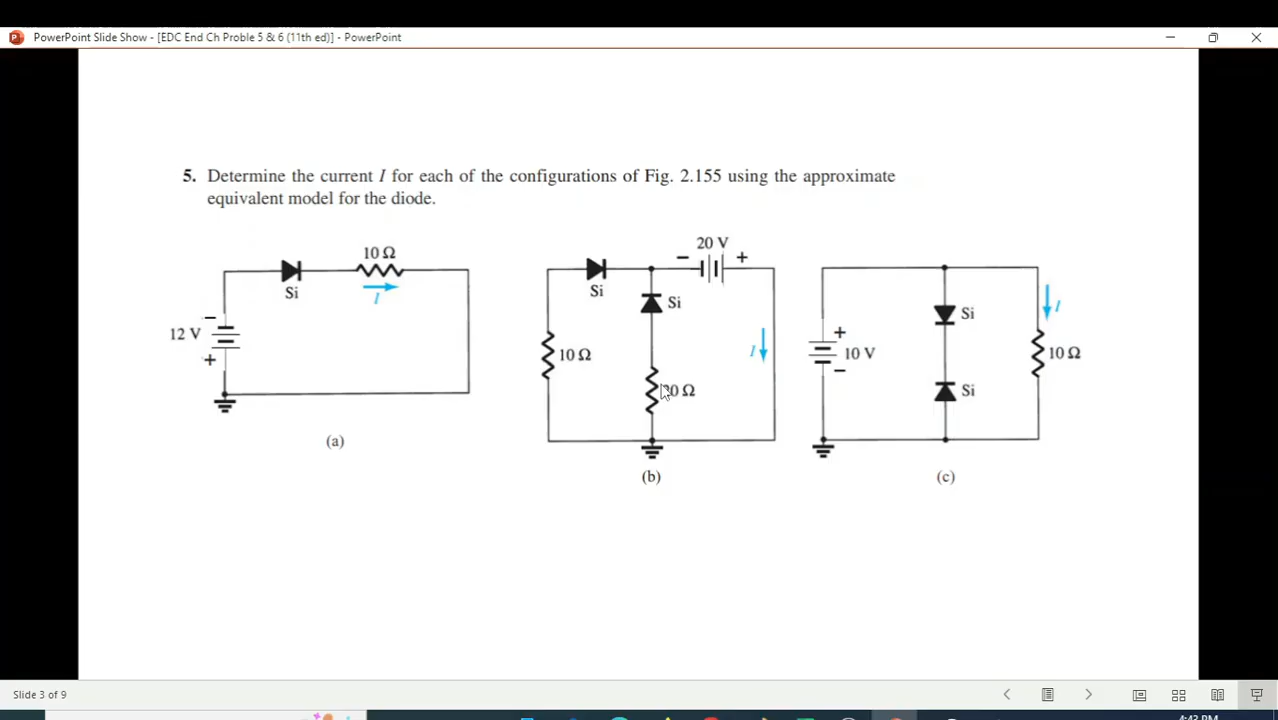 PowerPoint Slide Show - [EDC End Ch Proble 5 & 6 (11th ed)] - PowerPoint
5. Determine the current I for each of the configurations of Fig. 2.155 using the approximate
equivalent model for the diode.
10 Ω
Si
I
12 V
−
+
(a)
20 V
−
+
Si
Si
10 Ω
I
0 Ω
(b)
+
10 V
−
Si
Si
I
10 Ω
(c)
Slide 3 of 9